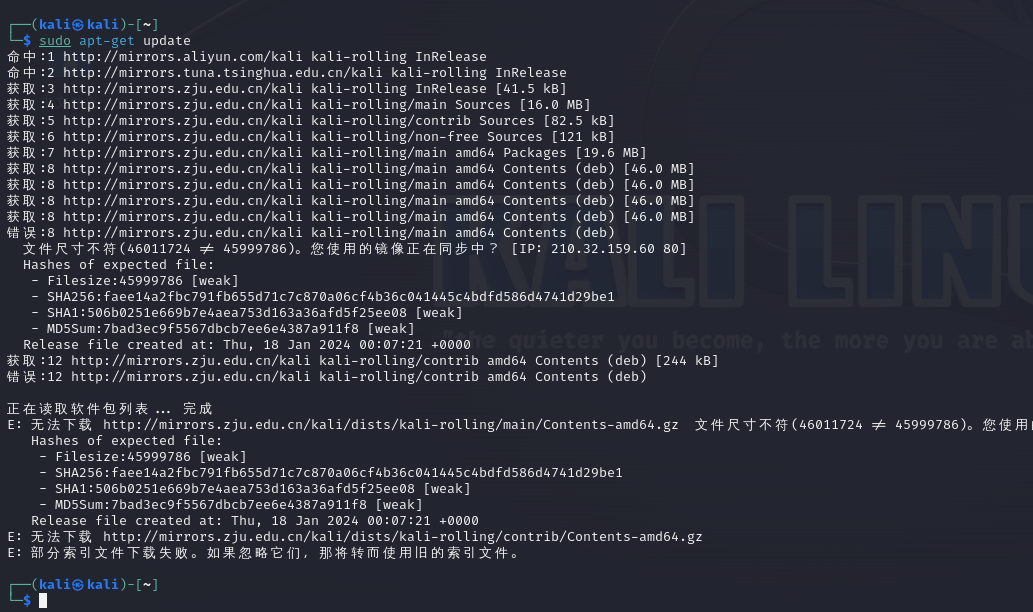 ┌──(kali㉿kali)-[~]
└─$ sudo apt-get update
命中:1 http://mirrors.aliyun.com/kali kali-rolling InRelease
命中:2 http://mirrors.tuna.tsinghua.edu.cn/kali kali-rolling InRelease
获取:3 http://mirrors.zju.edu.cn/kali kali-rolling InRelease [41.5 kB]
获取:4 http://mirrors.zju.edu.cn/kali kali-rolling/main Sources [16.0 MB]
获取:5 http://mirrors.zju.edu.cn/kali kali-rolling/contrib Sources [82.5 kB]
获取:6 http://mirrors.zju.edu.cn/kali kali-rolling/non-free Sources [121 kB]
获取:7 http://mirrors.zju.edu.cn/kali kali-rolling/main amd64 Packages [19.6 MB]
获取:8 http://mirrors.zju.edu.cn/kali kali-rolling/main amd64 Contents (deb) [46.0 MB]
获取:8 http://mirrors.zju.edu.cn/kali kali-rolling/main amd64 Contents (deb) [46.0 MB]
获取:8 http://mirrors.zju.edu.cn/kali kali-rolling/main amd64 Contents (deb) [46.0 MB]
获取:8 http://mirrors.zju.edu.cn/kali kali-rolling/main amd64 Contents (deb) [46.0 MB]
错误:8 http://mirrors.zju.edu.cn/kali kali-rolling/main amd64 Contents (deb)
  文件尺寸不符(46011724 != 45999786)。您使用的镜像正在同步中？ [IP: 210.32.159.60 80]
  Hashes of expected file:
   - Filesize:45999786 [weak]
   - SHA256:faee14a2fbc791fb655d71c7c870a06cf4b36c041445c4bdfd586d4741d29be1
   - SHA1:506b0251e669b7e4aea753d163a36afd5f25ee08 [weak]
   - MD5Sum:7bad3ec9f5567dbcb7ee6e4387a911f8 [weak]
  Release file created at: Thu, 18 Jan 2024 00:07:21 +0000
获取:12 http://mirrors.zju.edu.cn/kali kali-rolling/contrib amd64 Contents (deb) [244 kB]
错误:12 http://mirrors.zju.edu.cn/kali kali-rolling/contrib amd64 Contents (deb)
正在读取软件包列表... 完成
E: 无法下载 http://mirrors.zju.edu.cn/kali/dists/kali-rolling/main/Contents-amd64.gz  文件尺寸不符(46011724 != 45999786)。您使用
   Hashes of expected file:
    - Filesize:45999786 [weak]
    - SHA256:faee14a2fbc791fb655d71c7c870a06cf4b36c041445c4bdfd586d4741d29be1
    - SHA1:506b0251e669b7e4aea753d163a36afd5f25ee08 [weak]
    - MD5Sum:7bad3ec9f5567dbcb7ee6e4387a911f8 [weak]
   Release file created at: Thu, 18 Jan 2024 00:07:21 +0000
E: 无法下载 http://mirrors.zju.edu.cn/kali/dists/kali-rolling/contrib/Contents-amd64.gz
E: 部分索引文件下载失败。如果忽略它们，那将转而使用旧的索引文件。
┌──(kali㉿kali)-[~]
└─$
KALI LINU
"the quieter you become, the more you are ab